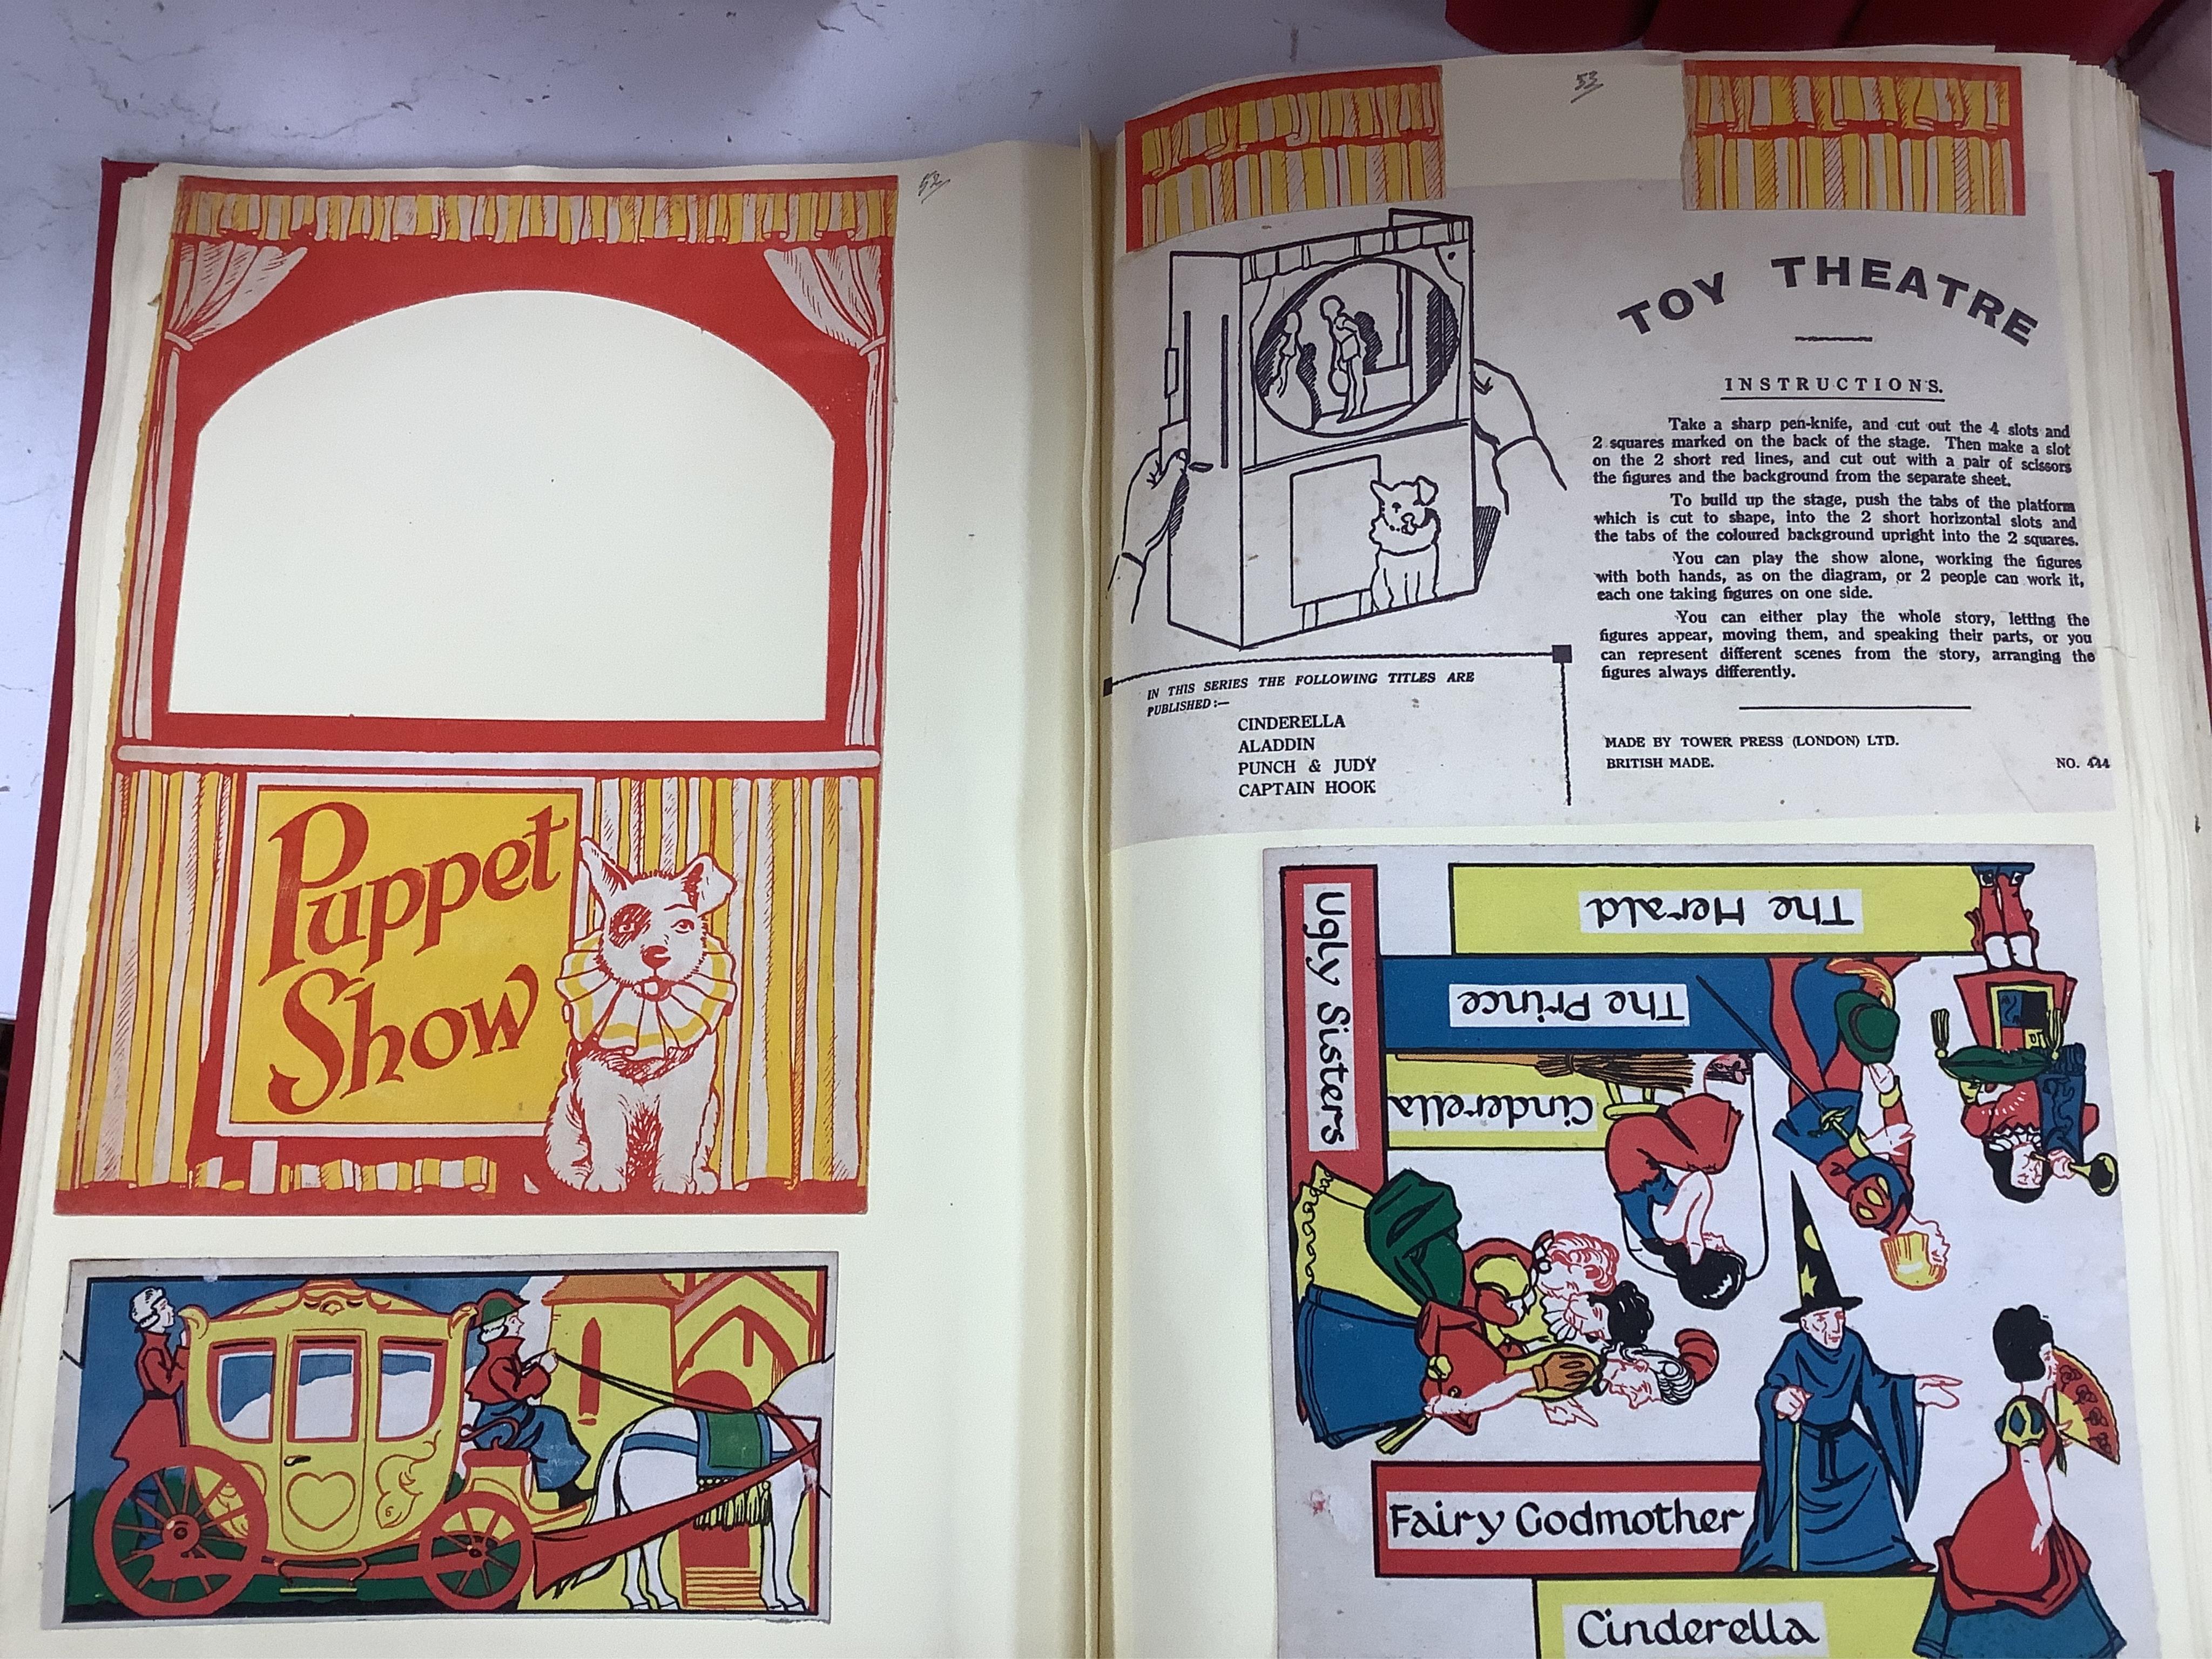 52
Puppet
Show
53
TOY THEATRE
INSTRUCTIONS.
Take a sharp pen-knife, and cut out the 4 slots and
2 squares marked on the back of the stage. Then make a slot
on the 2 short red lines, and cut out with a pair of scissors
the figures and the background from the separate sheet.
To build up the stage, push the tabs of the platform
which is cut to shape, into the 2 short horizontal slots and
the tabs of the coloured background upright into the 2 squares.
You can play the show alone, working the figures
with both hands, as on the diagram, or 2 people can work it,
each one taking figures on one side.
You can either play the whole story, letting the
figures appear, moving them, and speaking their parts, or you
can represent different scenes from the story, arranging the
figures always differently.
MADE BY TOWER PRESS (LONDON) LTD.
BRITISH MADE.
NO.
IN THIS SERIES THE FOLLOWING TITLES ARE
PUBLISHED :—
CINDERELLA
ALADDIN
PUNCH & JUDY
CAPTAIN HOOK
Ugly Sisters
The Herald
The Prince
Cinderella
Fairy Godmother
Cinderella